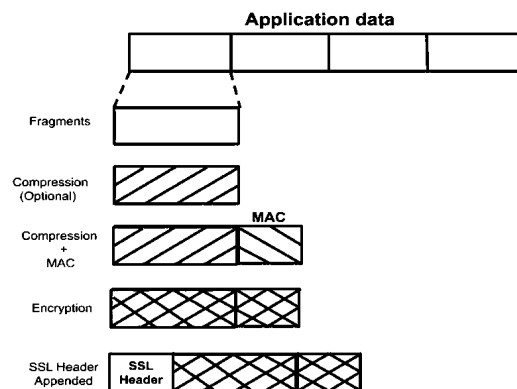 Application data
Fragments
Compression
(Optional)
MAC
Compression
+
MAC
Encryption
SSL Header
Appended
SSL
Header